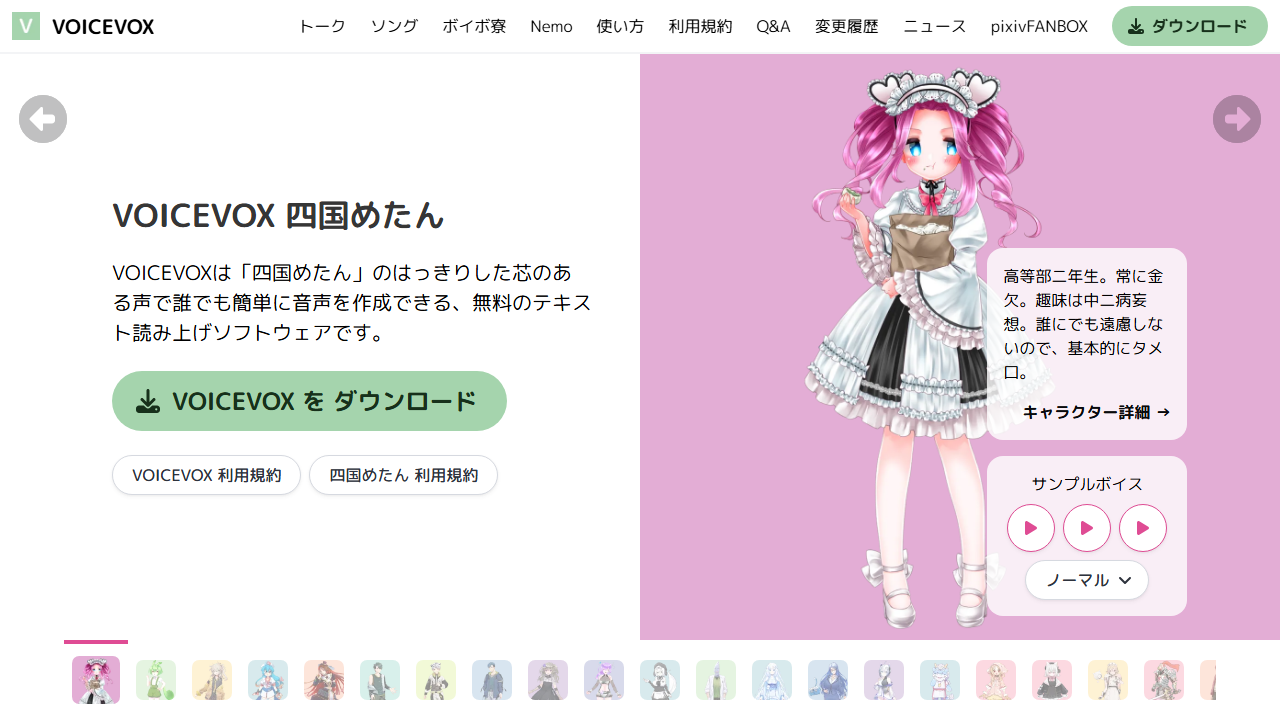 V VOICEVOX
トーク ソング ボイボ寮 Nemo 使い方 利用規約 Q&A 変更履歴 ニュース pixivFANBOX ダウンロード
VOICEVOX 四国めたん
VOICEVOXは「四国めたん」のはっきりした芯のあ
る声で誰でも簡単に音声を作成できる、無料のテキス
ト読み上げソフトウェアです。
VOICEVOX を ダウンロード
VOICEVOX 利用規約 四国めたん 利用規約
高等部二年生。常に金
欠。趣味は中二病妄
想。誰にでも遠慮しな
いので、基本的にタメ
口。
キャラクター詳細 →
サンプルボイス
ノーマル